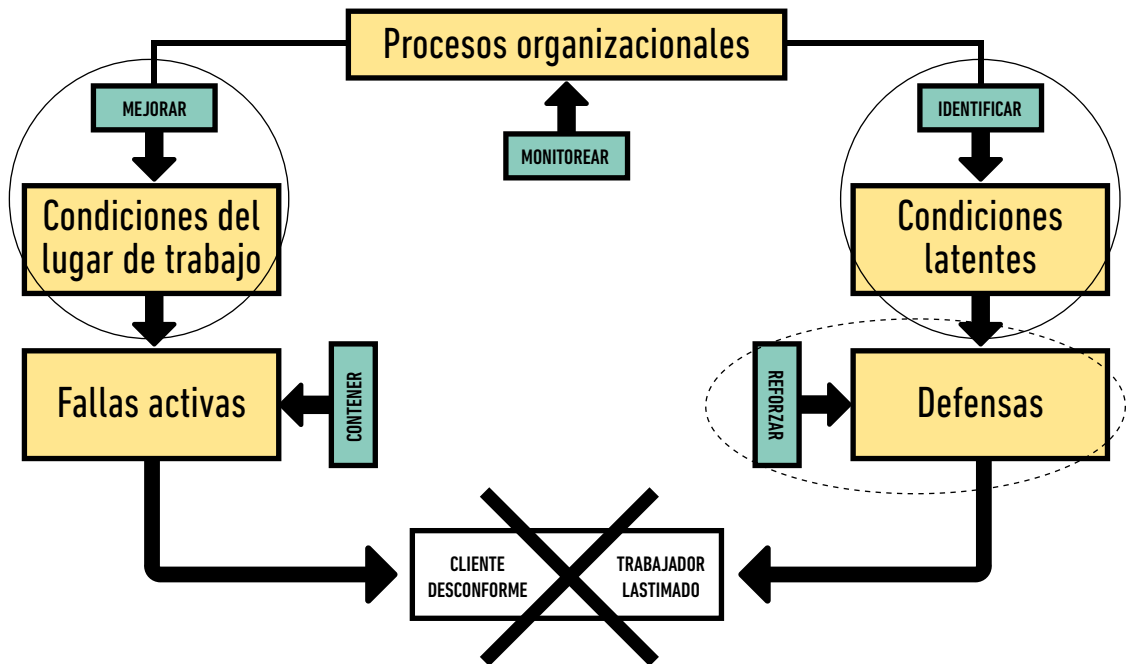 Procesos organizacionales
MEJORAR
IDENTIFICAR
MONITOREAR
Condiciones del
lugar de trabajo
Condiciones
latentes
Fallas activas
CONTENER
REFORZAR
Defensas
CLIENTE
DESCONFORME
TRABAJADOR
LASTIMADO